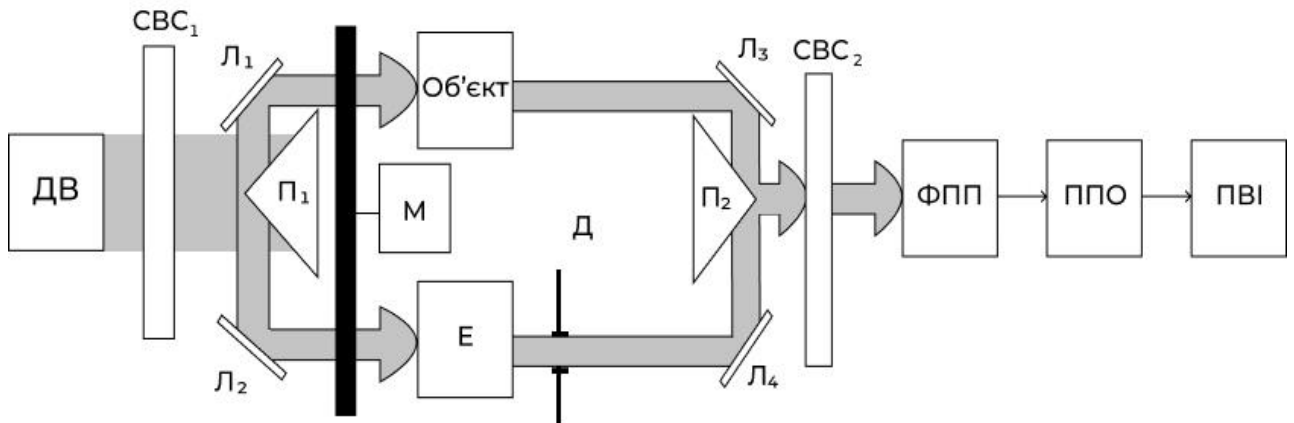 СВС₁
Л₁
Об'єкт
Л₃
СВС₂
ДВ
П₁
М
Д
П₂
ФПП
ППО
ПВІ
Л₂
Е
Л₄